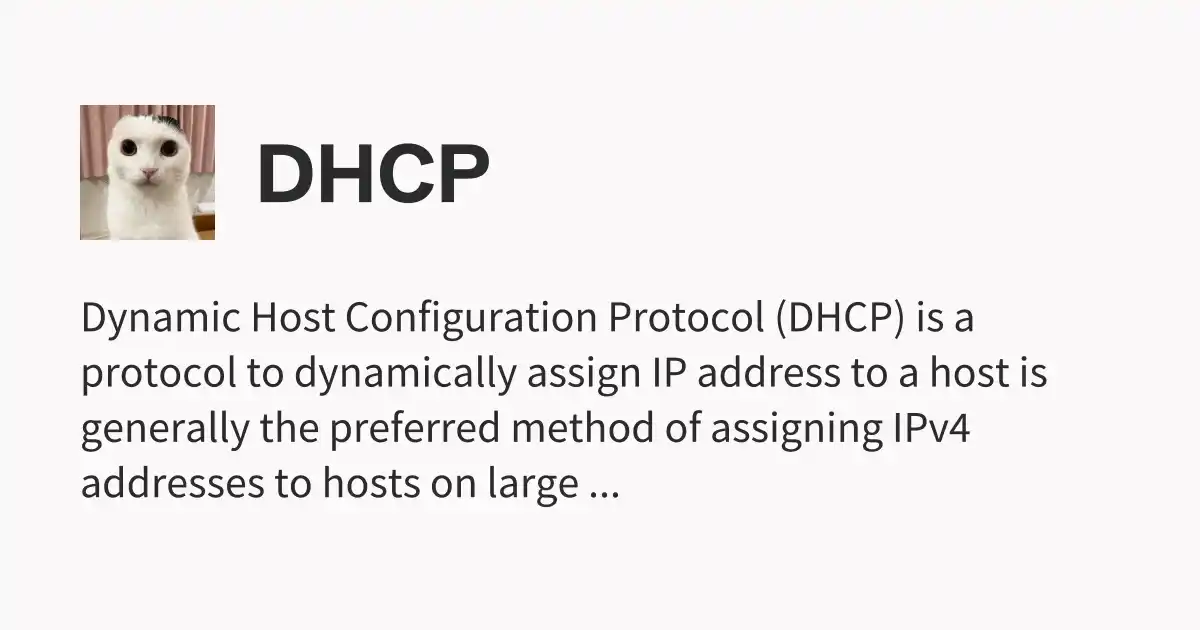 DHCP
Dynamic Host Configuration Protocol (DHCP) is a
protocol to dynamically assign IP address to a host is
generally the preferred method of assigning IPv4
addresses to hosts on large ...